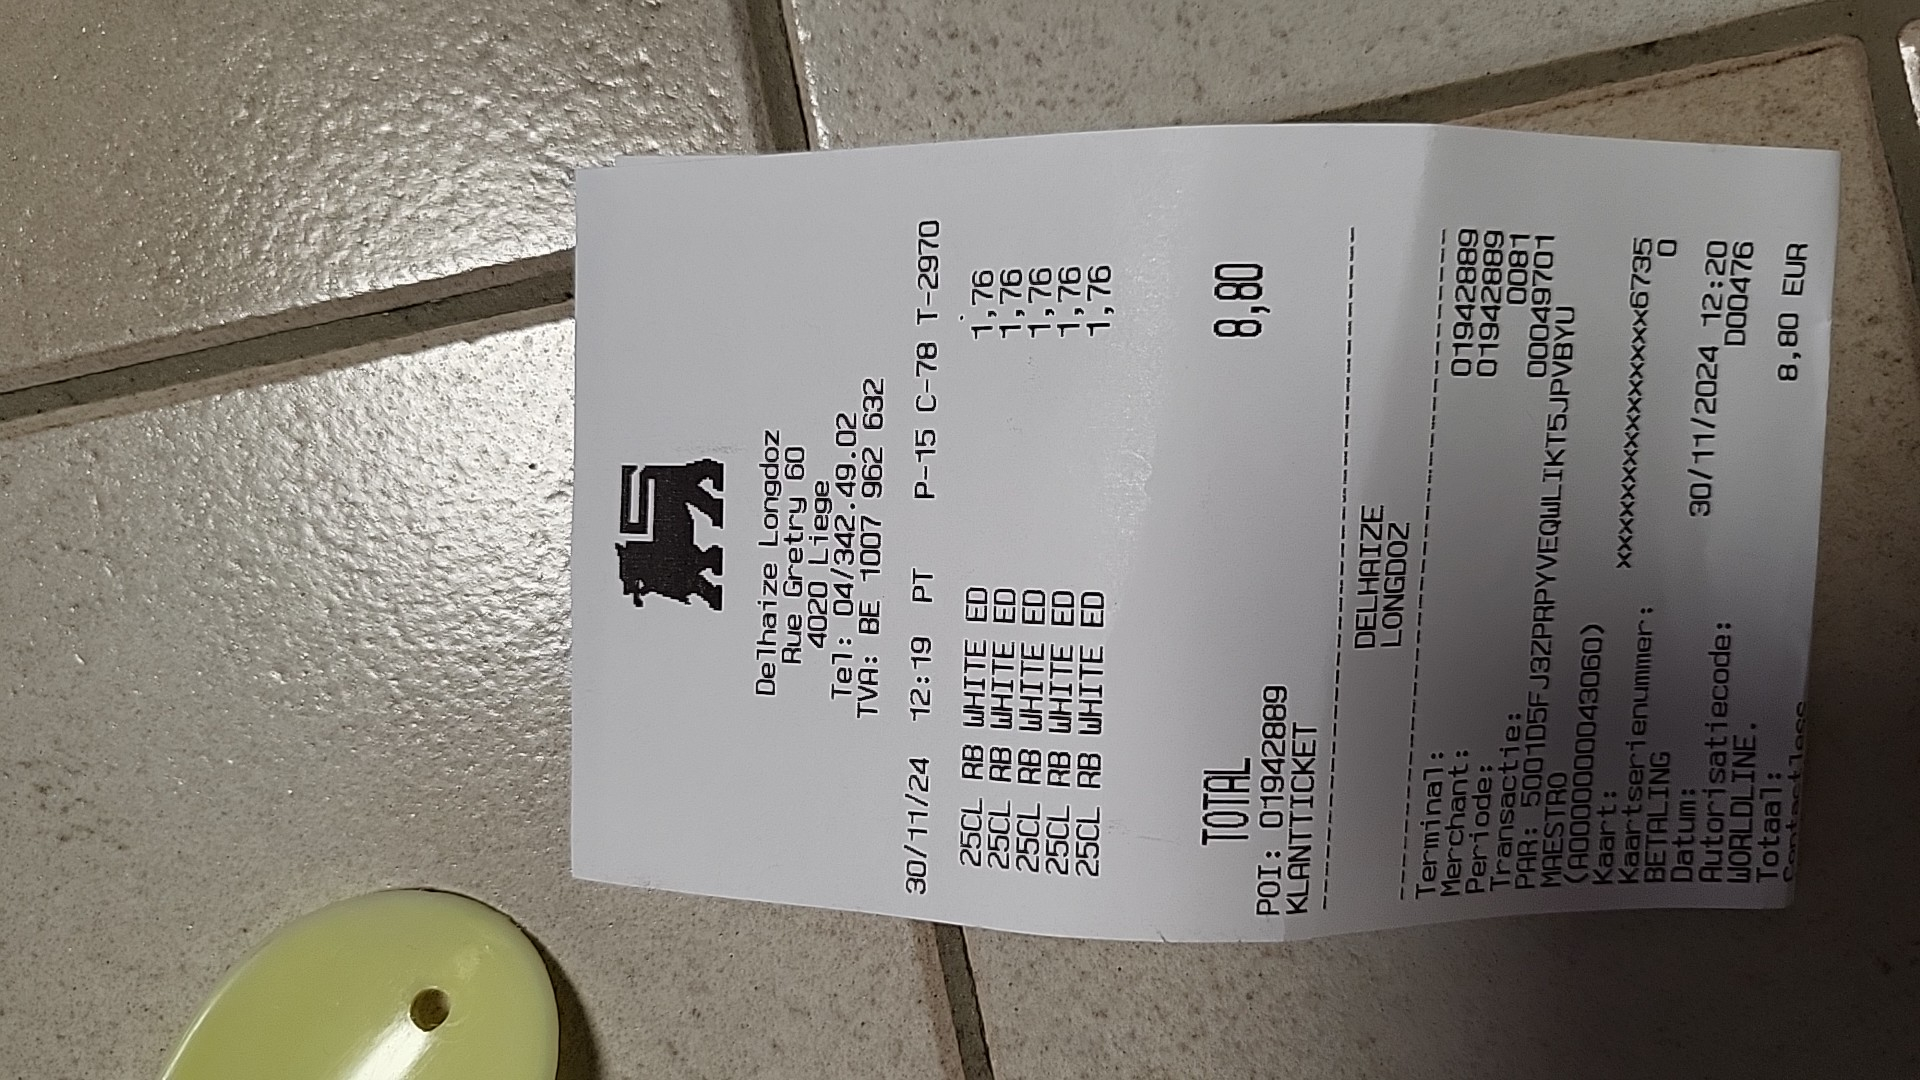 Delhaize Longdoz
Rue Gretry 60
4020 Liege
Tel: 04/342.49.02
TVA: BE 1007 962 632
30/11/24 12:19 PT P-15 C-78 T-2970
25CL RB WHITE ED 1,76
25CL RB WHITE ED 1,76
25CL RB WHITE ED 1,76
25CL RB WHITE ED 1,76
25CL RB WHITE ED 1,76
TOTAL 8,80
POI: 01942889
KLANTTICKET
DELHAIZE
LONGDOZ
Terminal: 01942889
Merchant: 01942889
Periode: 0081
Transactie: 0000497701
PAR: 5001D5FJ3ZPRPYVEQWLIKT5JPVBYU
MAESTRO
(A0000000043060)
Kaart: xxxxxxxxxxxxxxx6735
Kaartserienummer: 0
BETALING
Datum: 30/11/2024 12:20
Autorisatiecode: D00476
WORLDLINE.
Totaal: 8,80 EUR